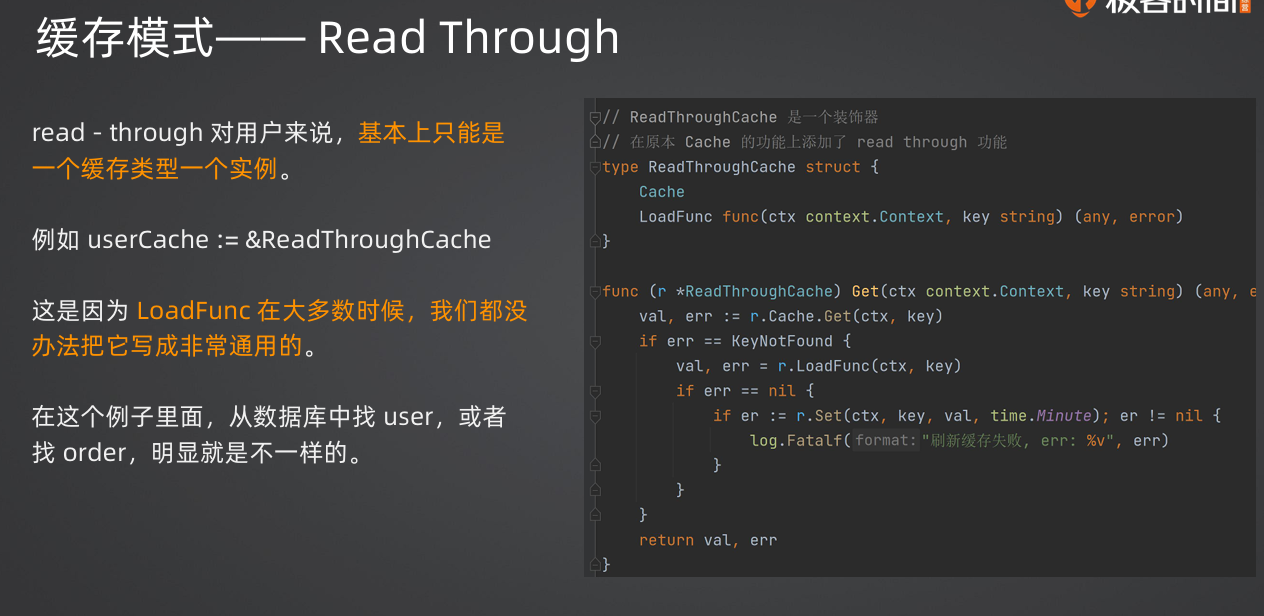 极客时间
缓存模式—— Read Through
read - through 对用户来说，基本上只能是
一个缓存类型一个实例。
例如 userCache := &ReadThroughCache
这是因为 LoadFunc 在大多数时候，我们都没
办法把它写成非常通用的。
在这个例子里面，从数据库中找 user，或者
找 order，明显就是不一样的。
// ReadThroughCache 是一个装饰器
// 在原本 Cache 的功能上添加了 read through 功能
type ReadThroughCache struct {
    Cache
    LoadFunc func(ctx context.Context, key string) (any, error)
}
func (r *ReadThroughCache) Get(ctx context.Context, key string) (any, e
    val, err := r.Cache.Get(ctx, key)
    if err == KeyNotFound {
        val, err = r.LoadFunc(ctx, key)
        if err == nil {
            if er := r.Set(ctx, key, val, time.Minute); er != nil {
                log.Fatalf( format: "刷新缓存失败, err: %v", err)
            }
        }
    }
    return val, err
}